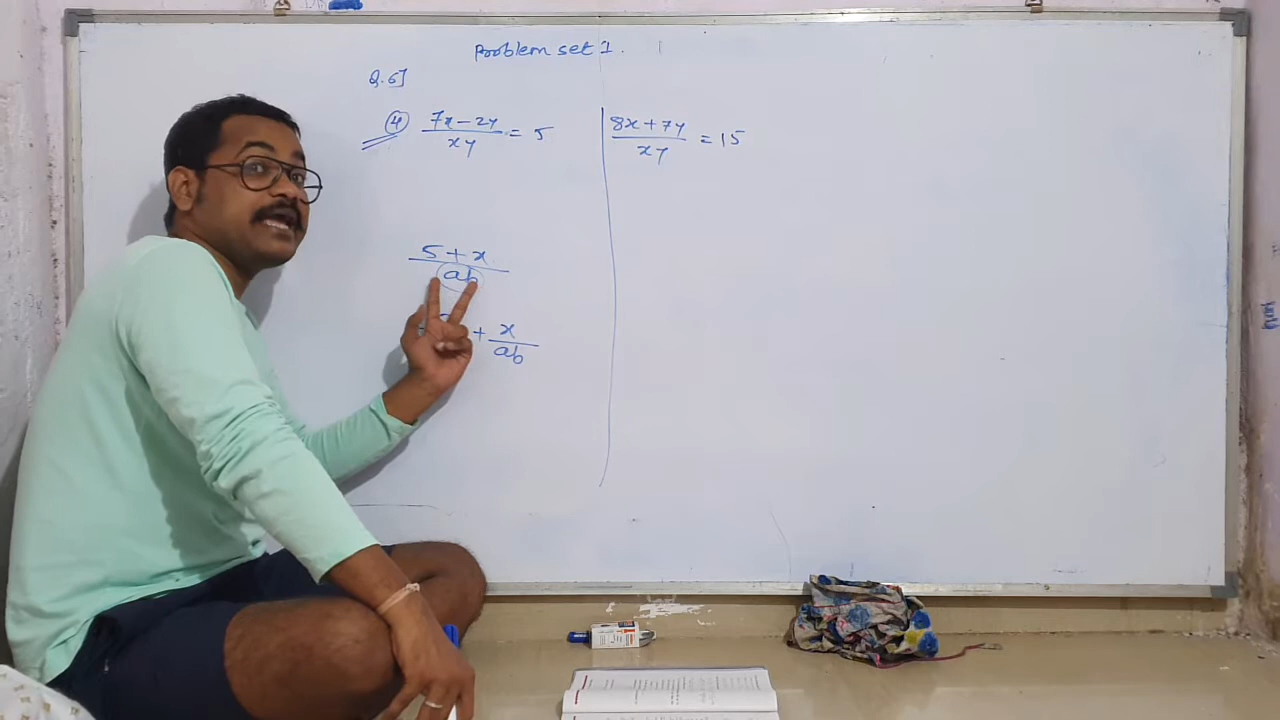 Problem set 1.
Q.6]
④ 7x-2y/xy = 5
8x+7y/xy = 15
5+x/ab
+ x/ab